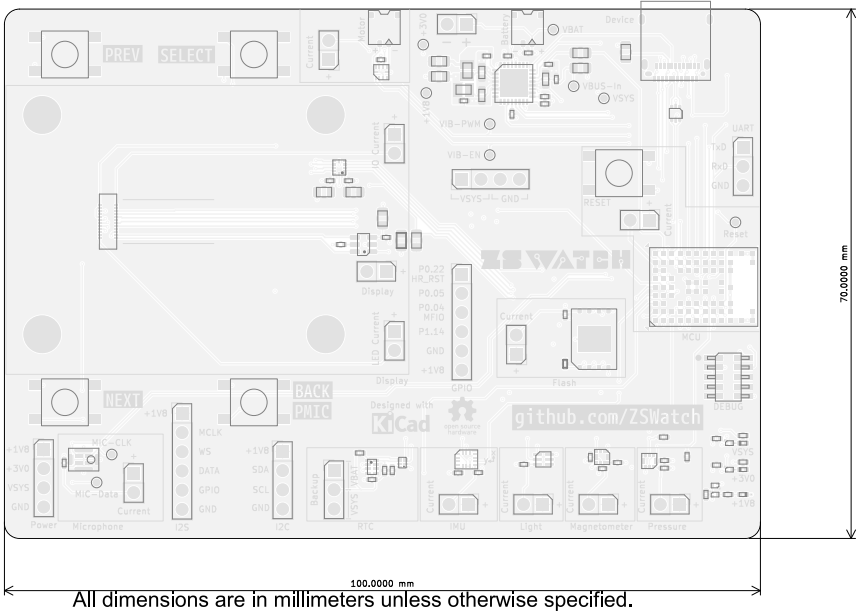 Device
Motor
Current
+
- +
+3V0
- +
Battery
- +
VBAT
PREV
SELECT
VBUS-In
VSYS
+1V8
VIB-PWM
UART
TxD
RxD
GND
IO Current
+
VIB-EN
VSYS
GND
RESET
+
Current
Reset
ZS WATCH
P0.22
HR_RST
P0.05
P0.04
MFIO
P1.14
GND
+1V8
GPIO
+
Display
70.0000 mm
Current
+
Flash
MCU
LED Current
+
Display
DEBUG
NEXT
BACK
PMIC
Designed with
KiCad
open source
hardware
github.com/ZSWatch
+1V8
MCLK
WS
DATA
GPIO
GND
I2S
+1V8
+3V0
VSYS
GND
Power
MIC-CLK
MIC-Data
+
Current
Microphone
+1V8
SDA
SCL
GND
I2C
Backup
VBAT
VSYS
RTC
Current
+
IMU
Current
+
Light
Current
+
Magnetometer
Current
+
Pressure
VSYS
+3V0
+1V8
100.0000 mm
All dimensions are in millimeters unless otherwise specified.